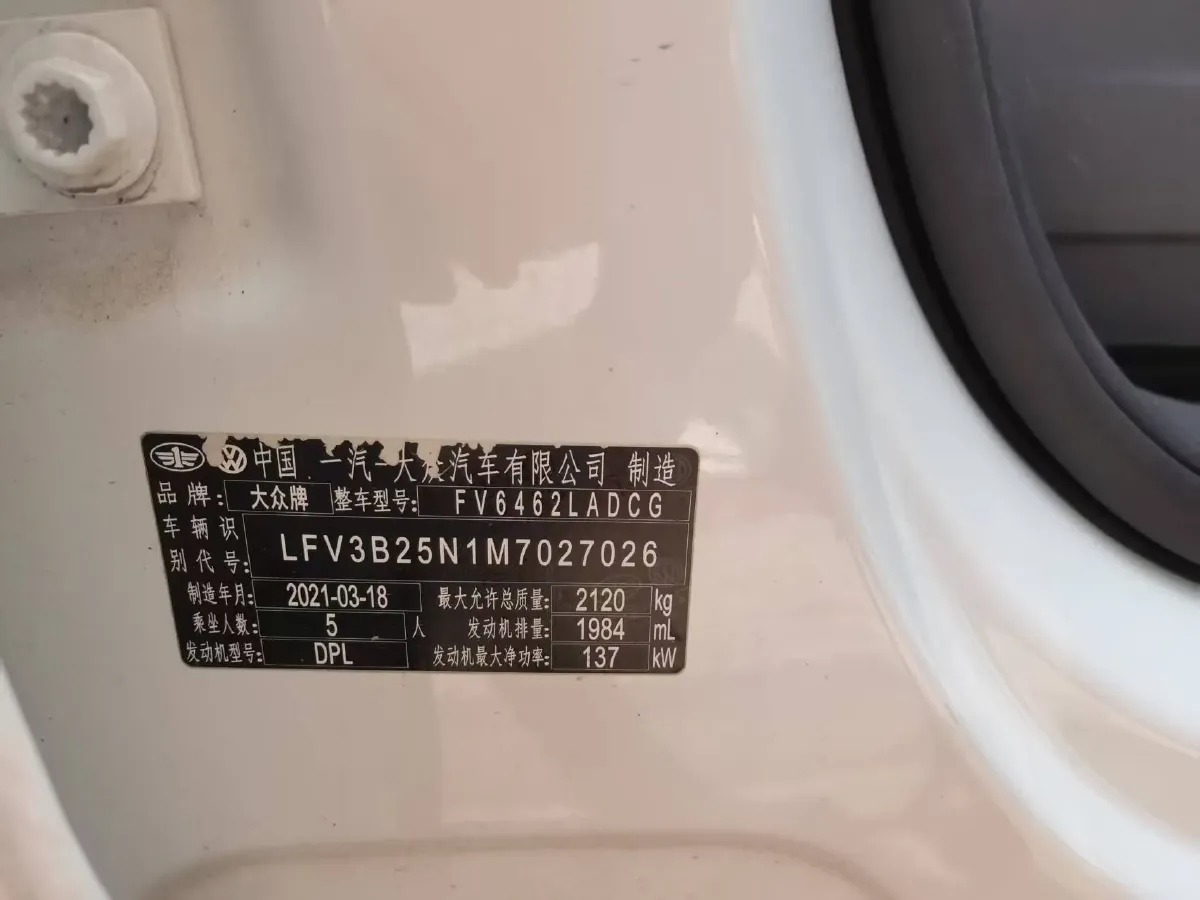 中国 一汽-大众汽车有限公司 制造
品牌: 大众牌 整车型号: FV6462LADCG
车辆识别代号: LFV3B25N1M7027026
制造年月: 2021-03-18 最大允许总质量: 2120 kg
乘坐人数: 5 人 发动机排量: 1984 mL
发动机型号: DPL 发动机最大净功率: 137 kW